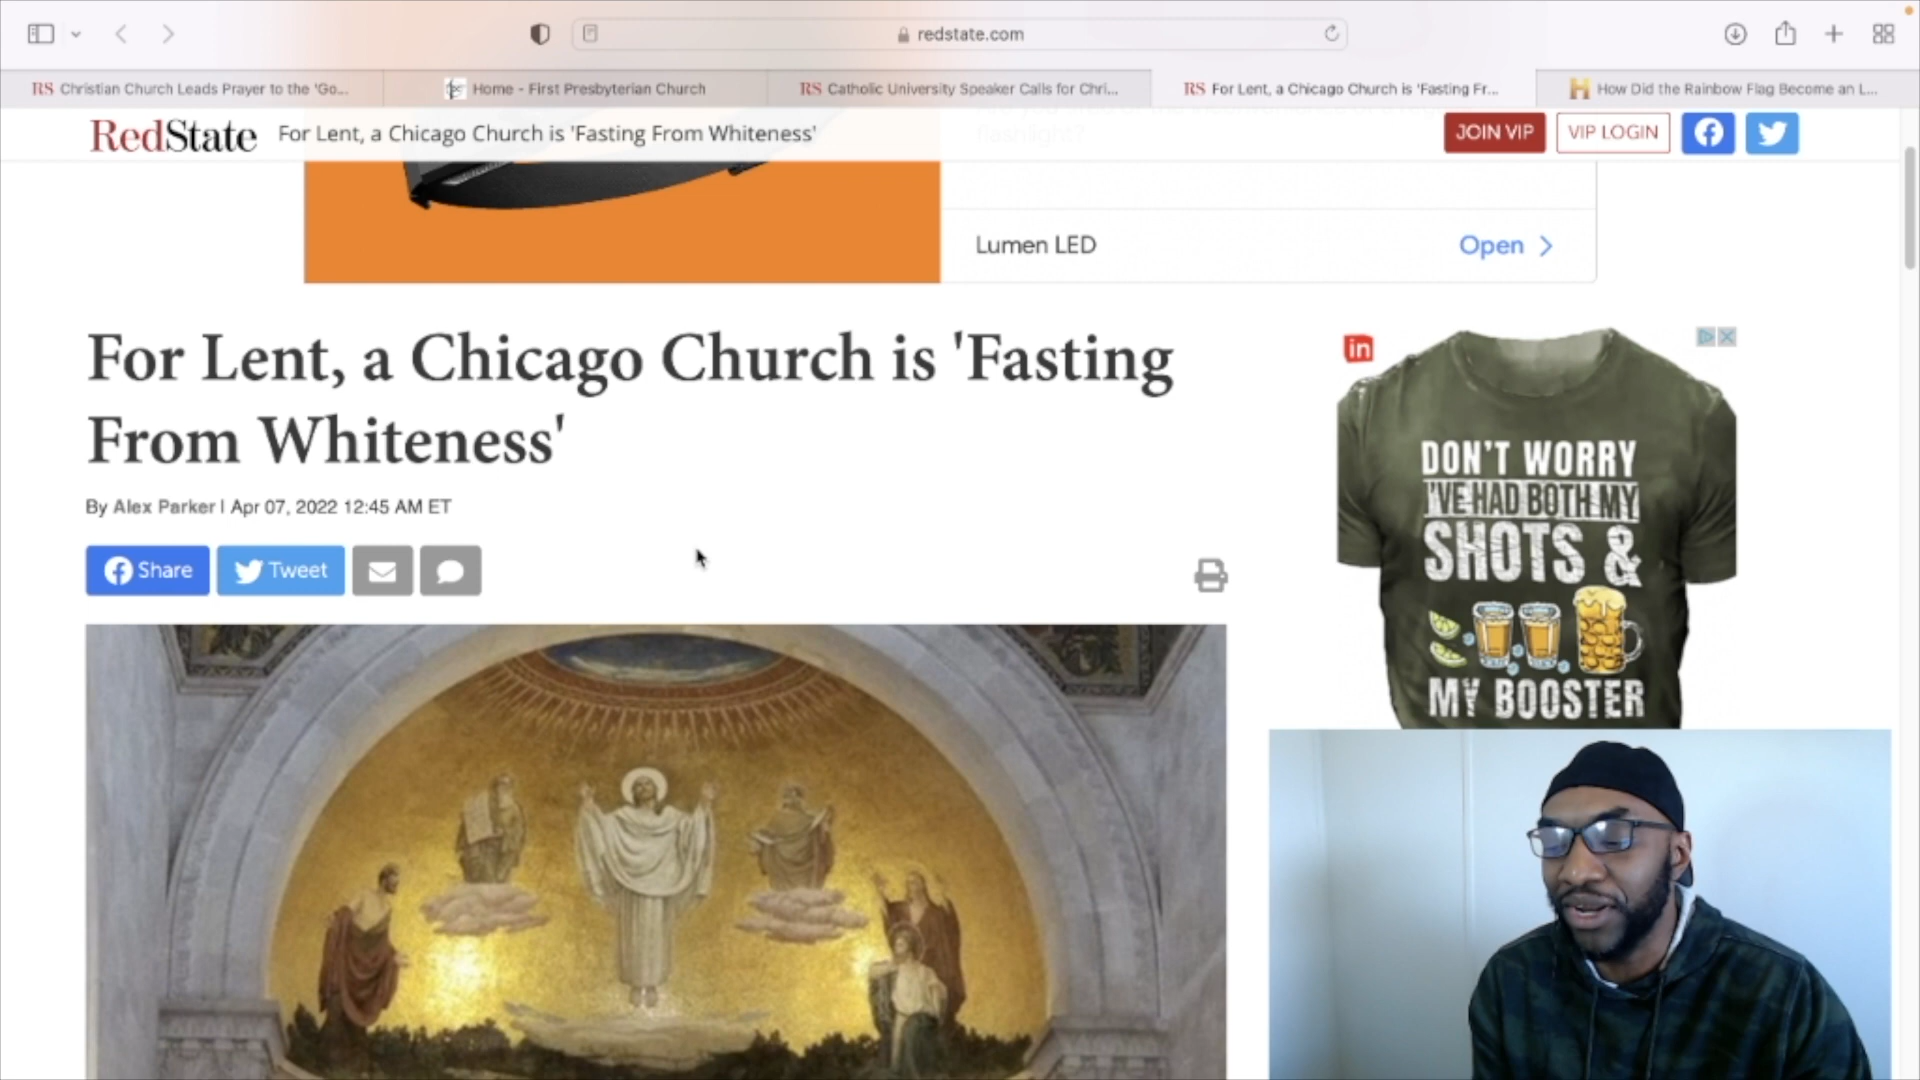 redstate.com
RS Christian Church Leads Prayer to the 'Go...
Home - First Presbyterian Church
RS Catholic University Speaker Calls for Chri...
RS For Lent, a Chicago Church is 'Fasting Fr...
H How Did the Rainbow Flag Become an L...
RedState
For Lent, a Chicago Church is 'Fasting From Whiteness'
flashlight?
JOIN VIP
VIP LOGIN
Lumen LED
Open
For Lent, a Chicago Church is 'Fasting
From Whiteness'
By Alex Parker | Apr 07, 2022 12:45 AM ET
Share
Tweet
in
DON'T WORRY
I'VE HAD BOTH MY
SHOTS &
MY BOOSTER